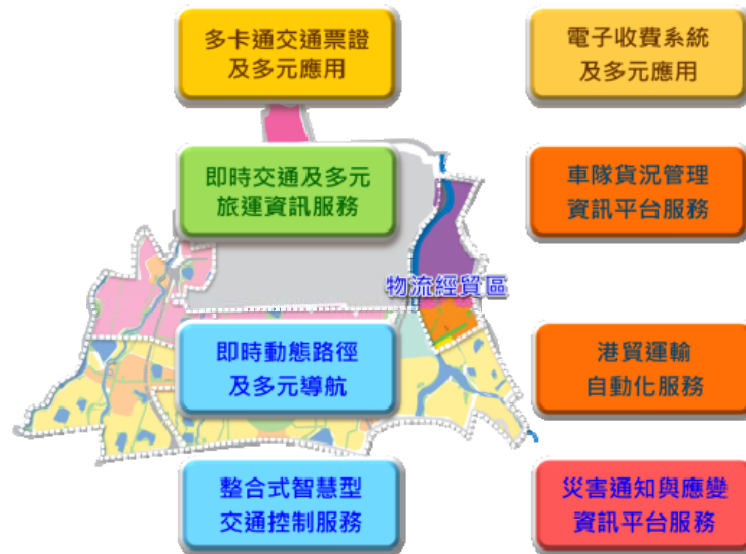 多卡通交通票證
及多元應用
電子收費系統
及多元應用
即時交通及多元
旅運資訊服務
車隊貨況管理
資訊平台服務
物流經貿區
即時動態路徑
及多元導航
港貿運輸
自動化服務
整合式智慧型
交通控制服務
災害通知與應變
資訊平台服務